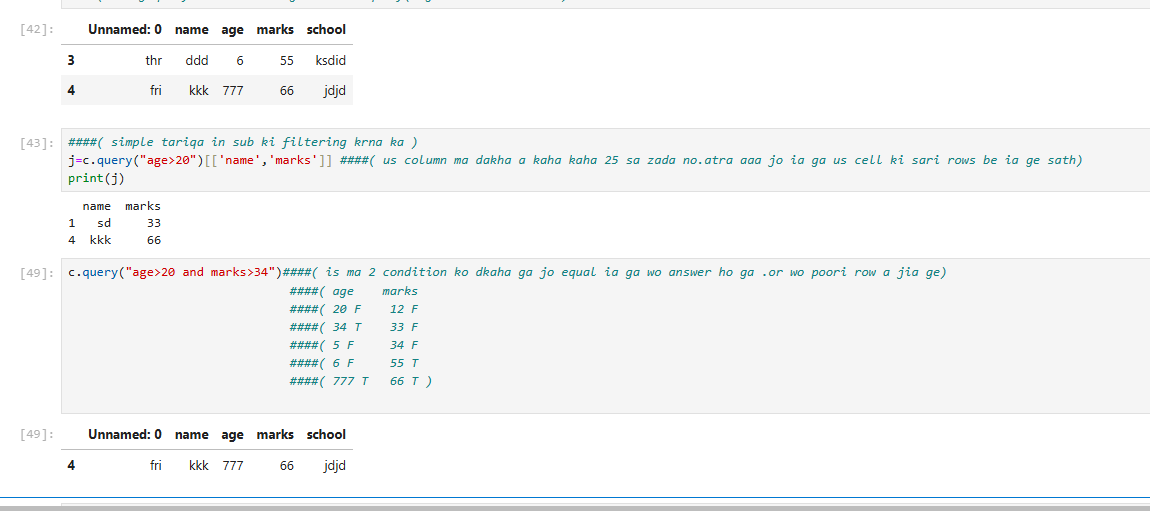 [42]:
Unnamed: 0 name age marks school
3 thr ddd 6 55 ksdid
4 fri kkk 777 66 jdjd
[43]: ####( simple tariqa in sub ki filtering krna ka )
j=c.query("age>20")[['name','marks']] ####( us column ma dakha a kaha kaha 25 sa zada no.atra aaa jo ia ga us cell ki sari rows be ia ge sath)
print(j)
name marks
1 sd 33
4 kkk 66
[49]: c.query("age>20 and marks>34")####( is ma 2 condition ko dkaha ga jo equal ia ga wo answer ho ga .or wo poori row a jia ge)
####( age marks
####( 20 F 12 F
####( 34 T 33 F
####( 5 F 34 F
####( 6 F 55 T
####( 777 T 66 T )
[49]:
Unnamed: 0 name age marks school
4 fri kkk 777 66 jdjd